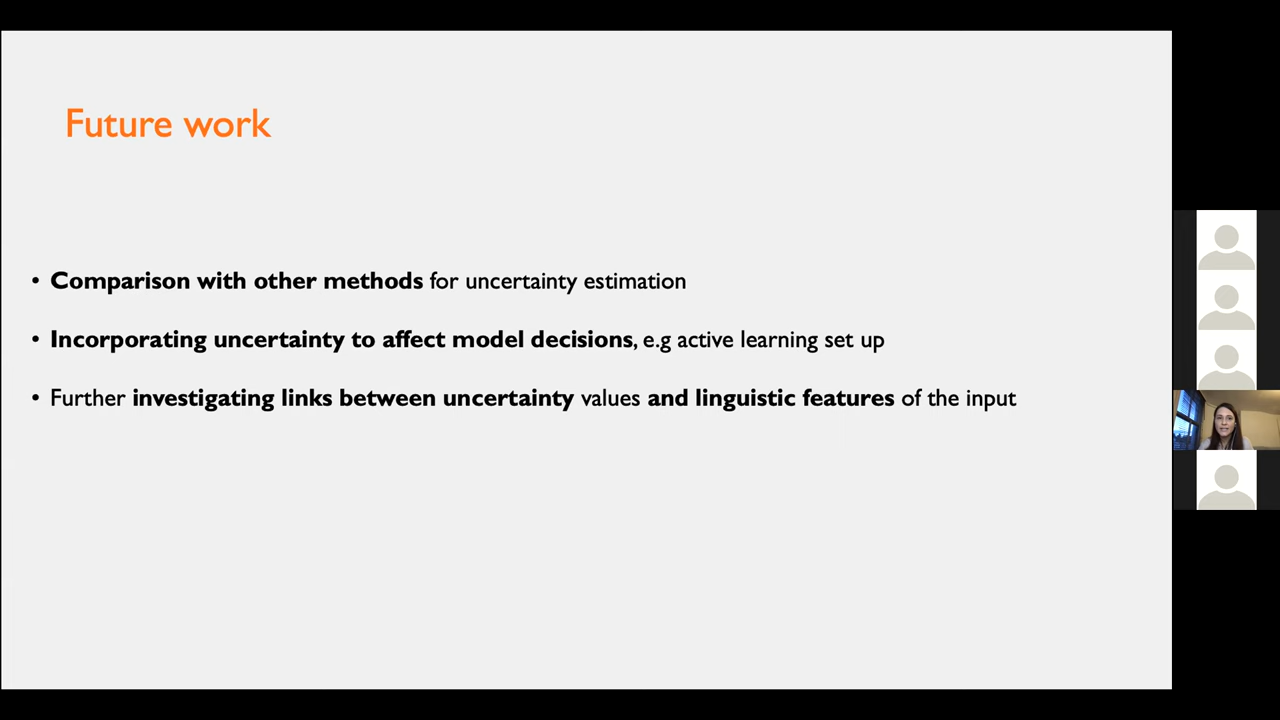 Future work
• Comparison with other methods for uncertainty estimation
• Incorporating uncertainty to affect model decisions, e.g active learning set up
• Further investigating links between uncertainty values and linguistic features of the input